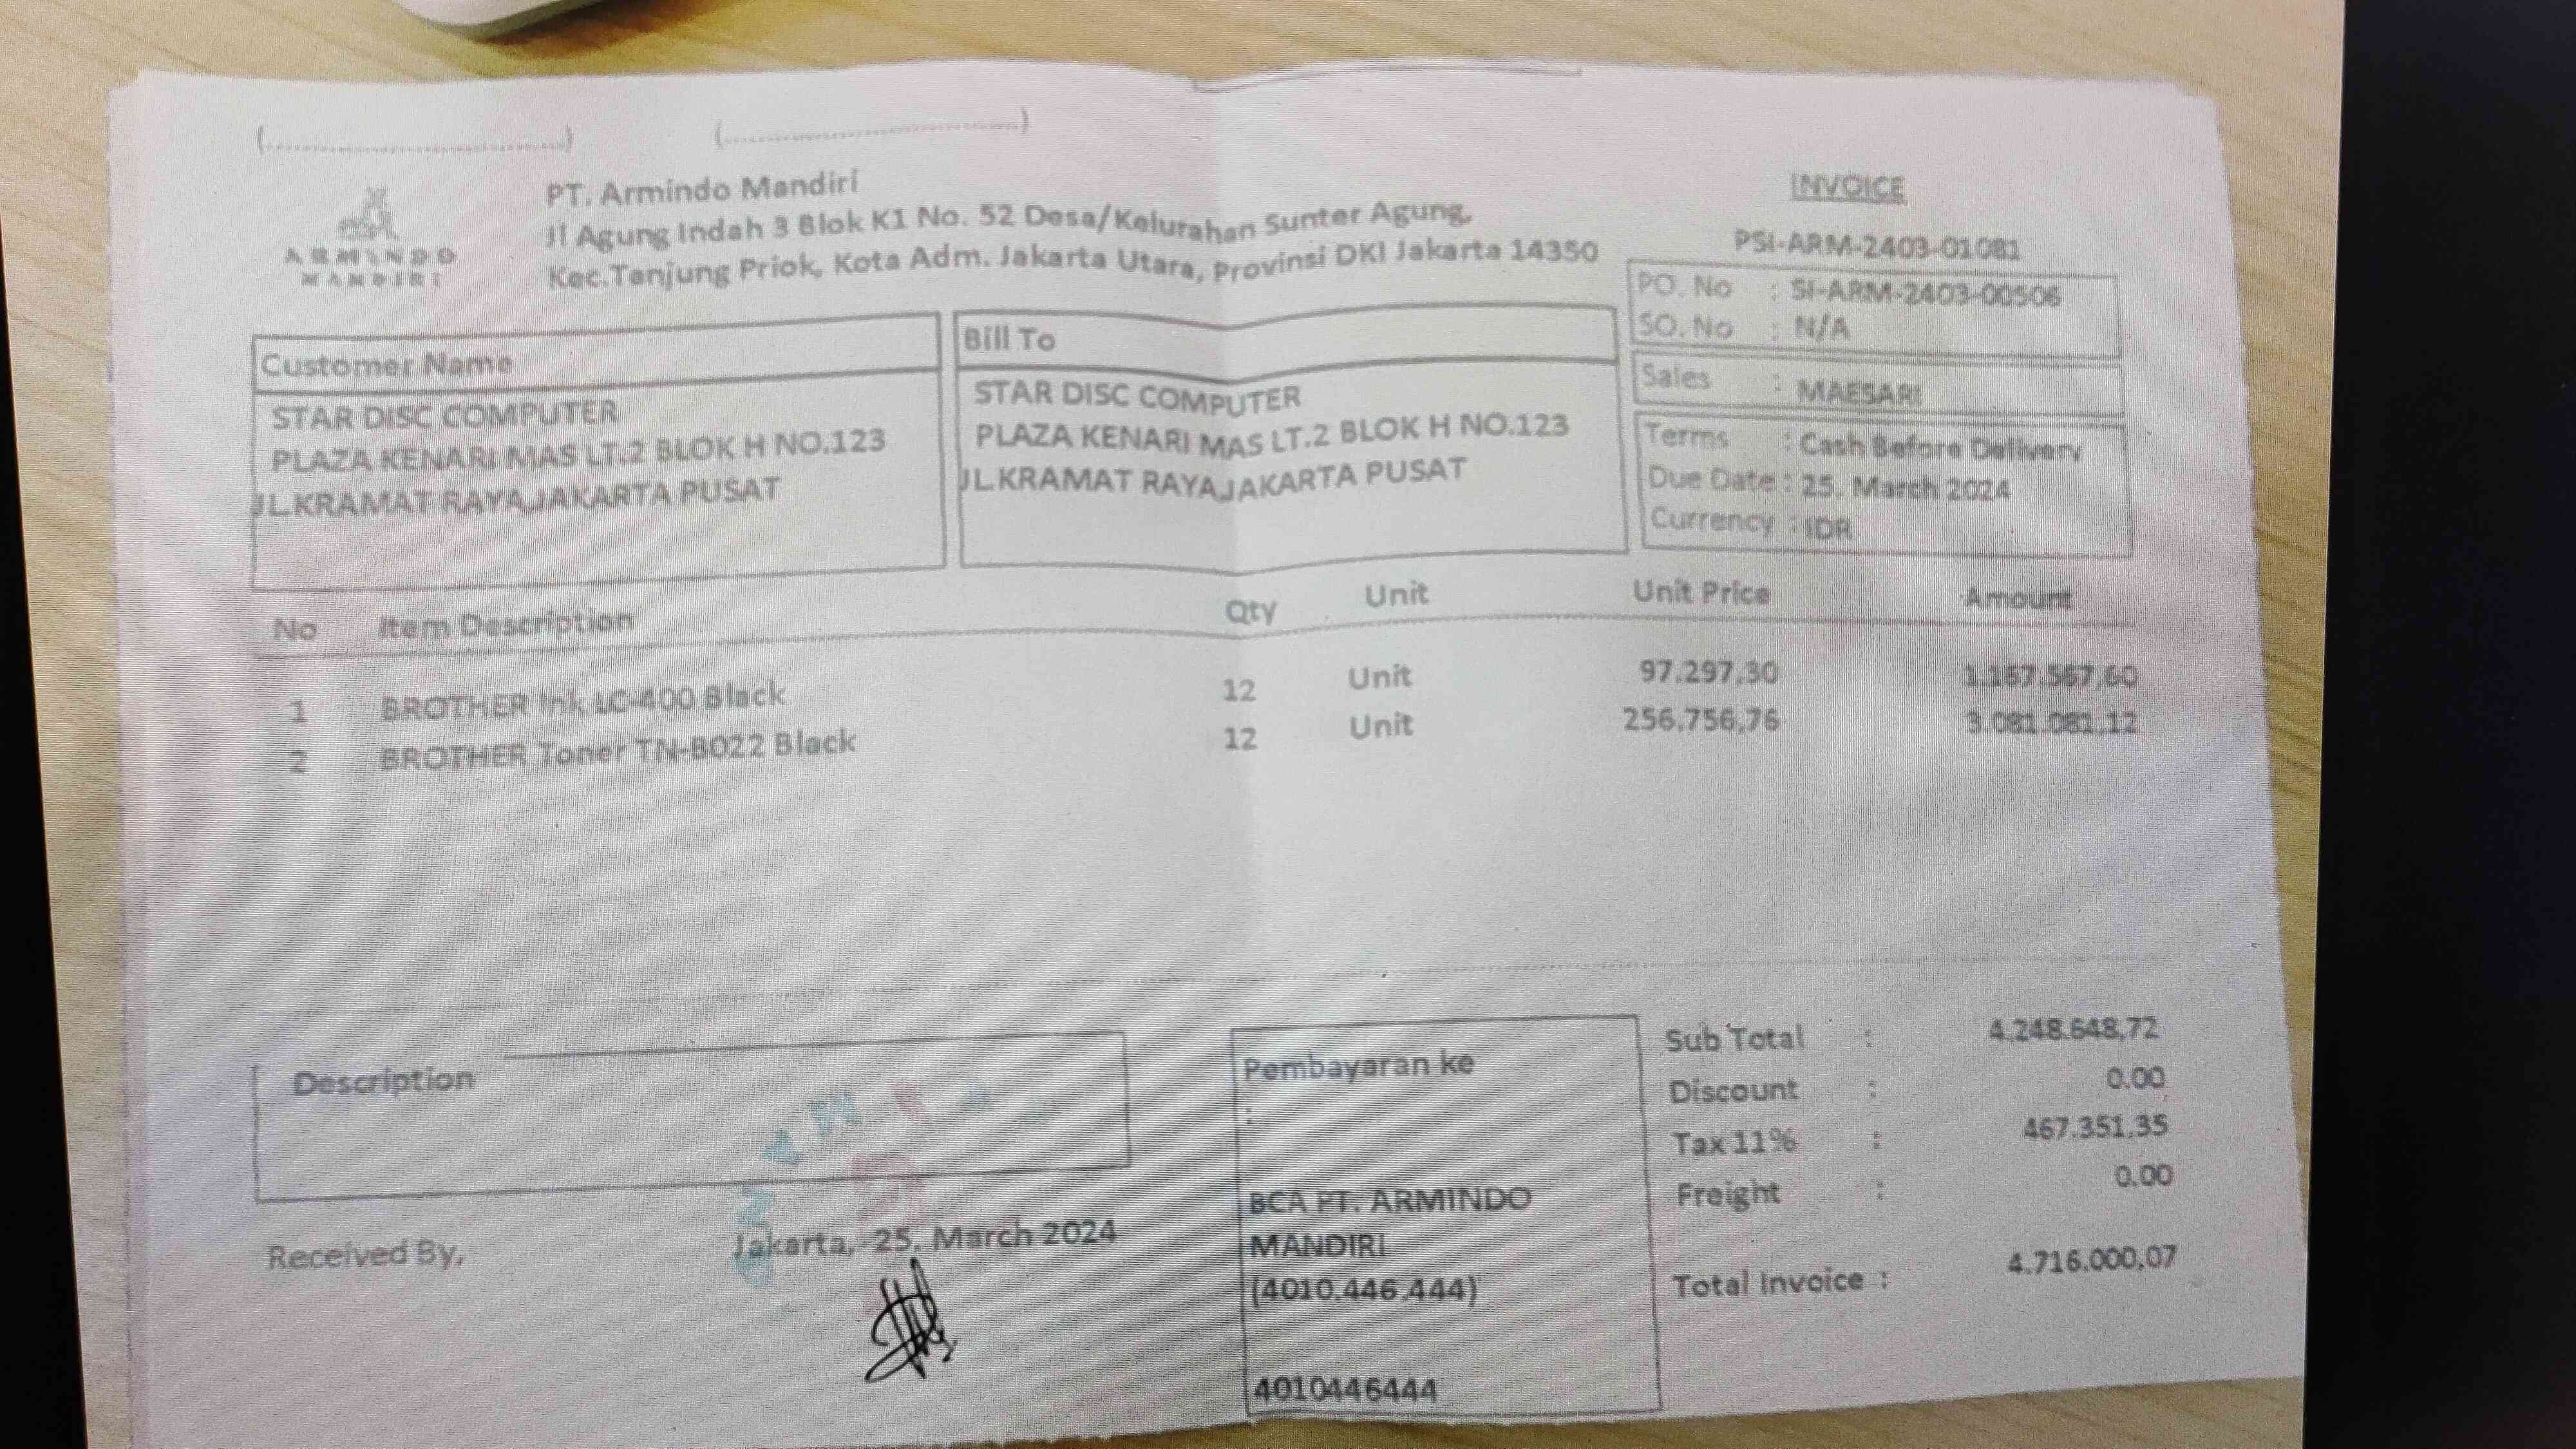 (..............................) (..............................)
ARMINDO
MANDIRI
PT. Armindo Mandiri
Jl Agung Indah 3 Blok K1 No. 52 Desa/Kelurahan Sunter Agung,
Kec.Tanjung Priok, Kota Adm. Jakarta Utara, Provinsi DKI Jakarta 14350
INVOICE
PSI-ARM-2403-01081
PO. No : SI-ARM-2403-00506
SO. No : N/A
Sales : MAESARI
Terms : Cash Before Delivery
Due Date : 25. March 2024
Currency : IDR
Customer Name
STAR DISC COMPUTER
PLAZA KENARI MAS LT.2 BLOK H NO.123
JL.KRAMAT RAYA,JAKARTA PUSAT
Bill To
STAR DISC COMPUTER
PLAZA KENARI MAS LT.2 BLOK H NO.123
JL.KRAMAT RAYA,JAKARTA PUSAT
No Item Description Qty Unit Unit Price Amount
1 BROTHER Ink LC-400 Black 12 Unit 97.297,30 1.167.567,60
2 BROTHER Toner TN-B022 Black 12 Unit 256.756,76 3.081.081,12
Description
Received By,
Jakarta, 25. March 2024
Pembayaran ke
:
BCA PT. ARMINDO
MANDIRI
(4010.446.444)
4010446444
Sub Total : 4.248.648,72
Discount : 0.00
Tax 11% : 467.351,35
Freight : 0.00
Total Invoice : 4.716.000,07